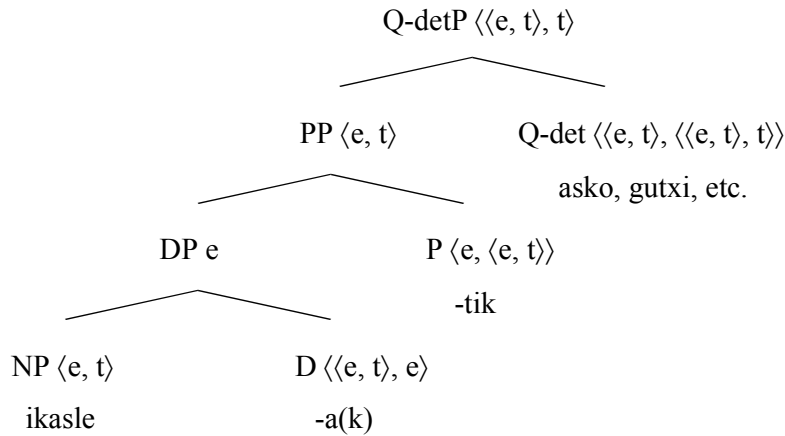 Q-detP ⟨⟨e, t⟩, t⟩
PP ⟨e, t⟩ Q-det ⟨⟨e, t⟩, ⟨⟨e, t⟩, t⟩⟩
asko, gutxi, etc.
DP e P ⟨e, ⟨e, t⟩⟩
-tik
NP ⟨e, t⟩ D ⟨⟨e, t⟩, e⟩
ikasle -a(k)